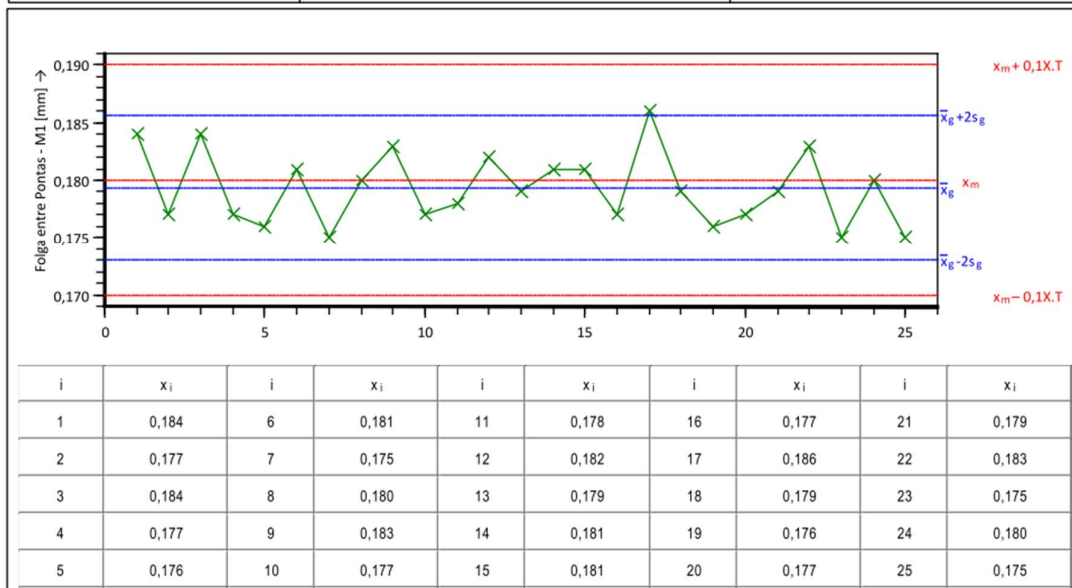 0,190
0,185
0,180
0,175
0,170
Folga entre Pontas - M1 [mm] →
x̄g+2sg
x̄g
x̄g-2sg
xm+ 0,1X.T
xm
xm− 0,1X.T
0 5 10 15 20 25
i xi i xi i xi i xi i xi
1 0,184 6 0,181 11 0,178 16 0,177 21 0,179
2 0,177 7 0,175 12 0,182 17 0,186 22 0,183
3 0,184 8 0,180 13 0,179 18 0,179 23 0,175
4 0,177 9 0,183 14 0,181 19 0,176 24 0,180
5 0,176 10 0,177 15 0,181 20 0,177 25 0,175